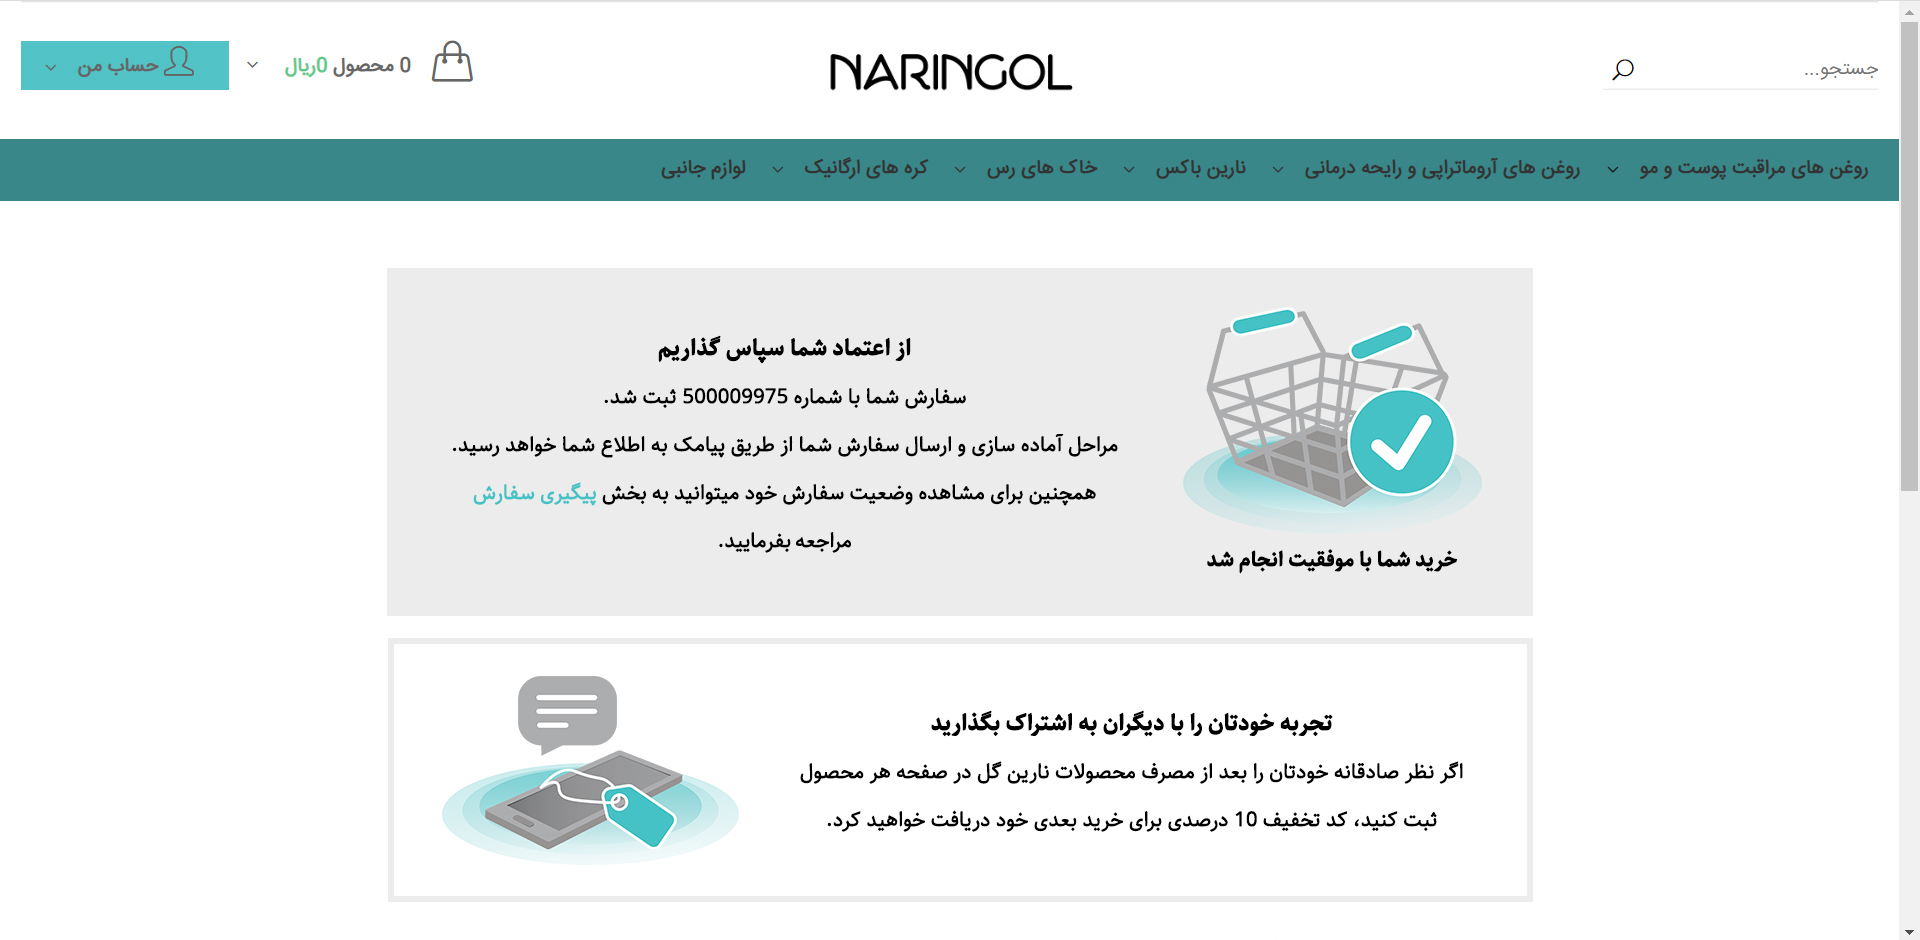 جستجو...
NARINGOL
0 محصول 0ریال
حساب من
روغن های مراقبت پوست و مو
روغن های آروماتراپی و رایحه درمانی
نارین باکس
خاک های رس
کره های ارگانیک
لوازم جانبی
خرید شما با موفقیت انجام شد
از اعتماد شما سپاس گذاریم
سفارش شما با شماره 500009975 ثبت شد.
مراحل آماده سازی و ارسال سفارش شما از طریق پیامک به اطلاع شما خواهد رسید.
همچنین برای مشاهده وضعیت سفارش خود میتوانید به بخش پیگیری سفارش
مراجعه بفرمایید.
تجربه خودتان را با دیگران به اشتراک بگذارید
اگر نظر صادقانه خودتان را بعد از مصرف محصولات نارین گل در صفحه هر محصول
ثبت کنید، کد تخفیف 10 درصدی برای خرید بعدی خود دریافت خواهید کرد.